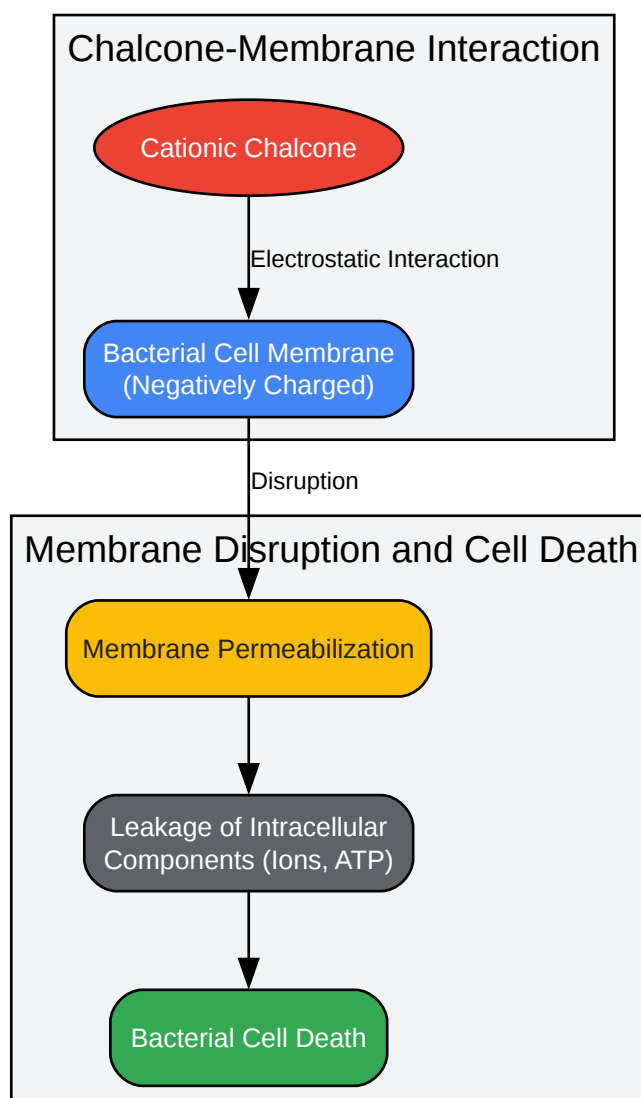 Chalcone-Membrane Interaction
Cationic Chalcone
Electrostatic Interaction
Bacterial Cell Membrane
(Negatively Charged)
Disruption
Membrane Disruption and Cell Death
Membrane Permeabilization
Leakage of Intracellular
Components (Ions, ATP)
Bacterial Cell Death